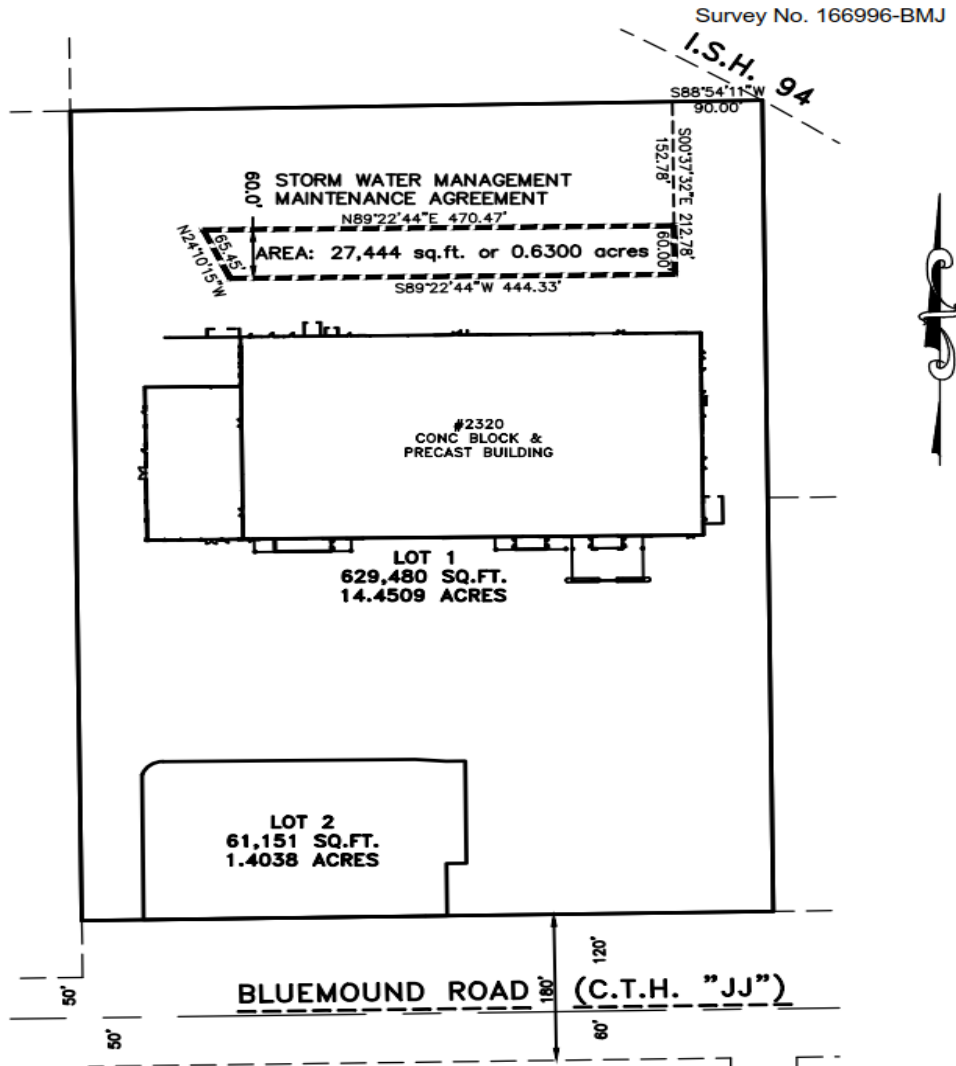 Survey No. 166996-BMJ
I.S.H. 94
S88°54'11"W
90.00'
S00°37'32"E 212.78'
152.78'
60.0'
STORM WATER MANAGEMENT
MAINTENANCE AGREEMENT
N89°22'44"E 470.47'
N24°10'15"W
65.45'
AREA: 27,444 sq.ft. or 0.6300 acres
60.00'
S89°22'44"W 444.33'
#2320
CONC BLOCK &
PRECAST BUILDING
LOT 1
629,480 SQ.FT.
14.4509 ACRES
LOT 2
61,151 SQ.FT.
1.4038 ACRES
50'
50'
BLUEMOUND ROAD
180'
120'
(C.T.H. "JJ")
60'